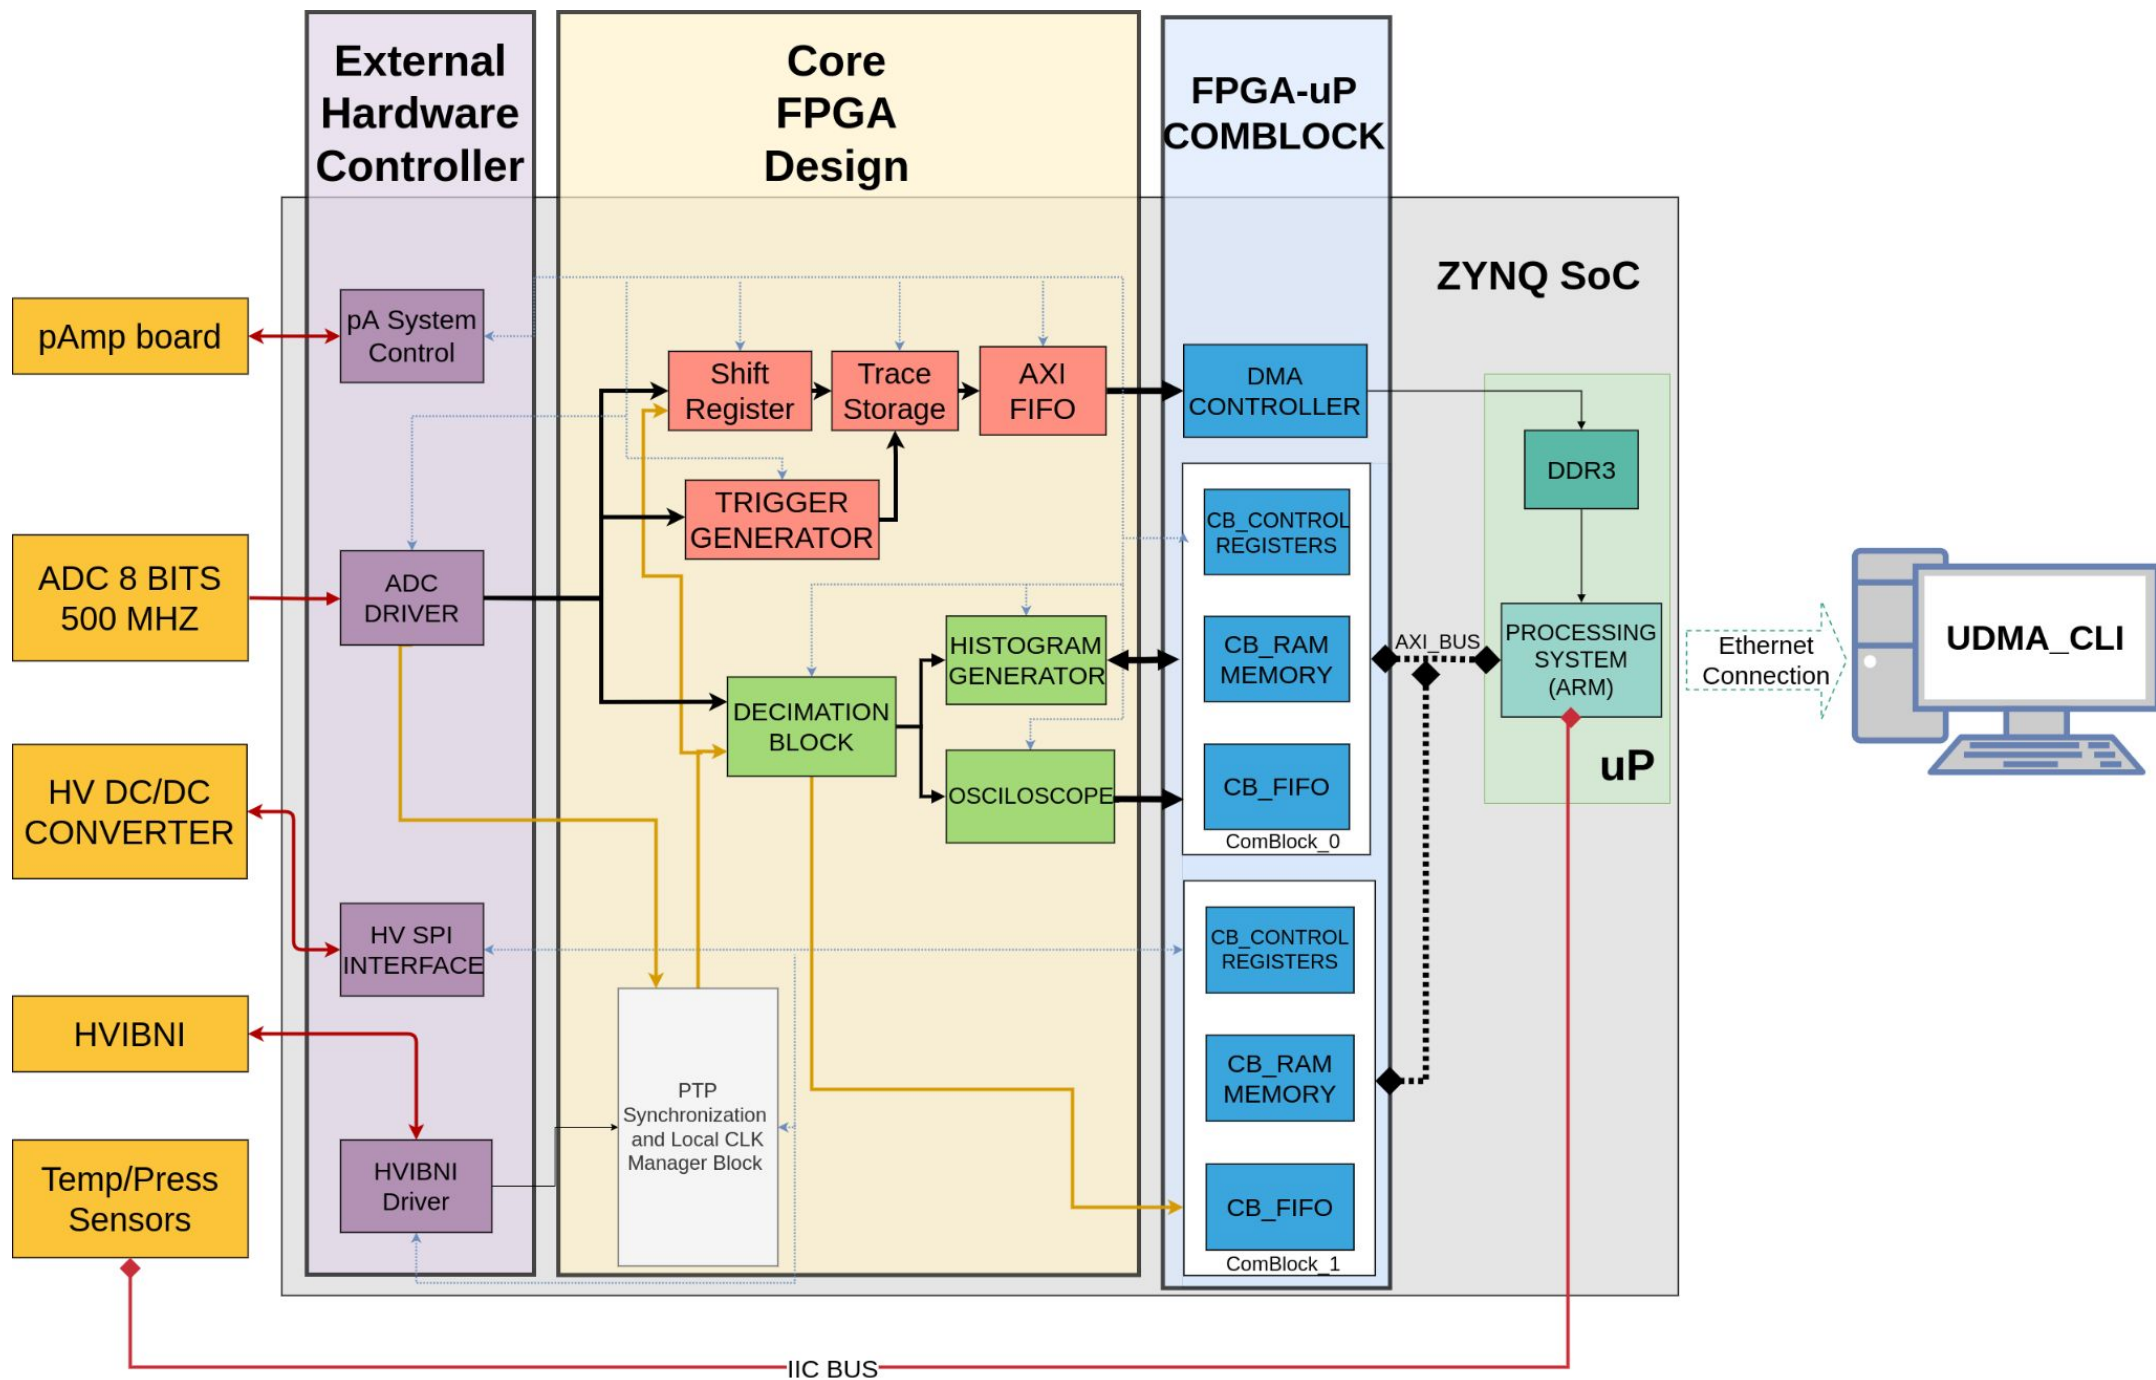 External
Hardware
Controller
Core
FPGA
Design
FPGA-uP
COMBLOCK
ZYNQ SoC
pAmp board
pA System
Control
Shift
Register
Trace
Storage
AXI
FIFO
DMA
CONTROLLER
DDR3
TRIGGER
GENERATOR
CB_CONTROL
REGISTERS
ADC 8 BITS
500 MHZ
ADC
DRIVER
HISTOGRAM
GENERATOR
CB_RAM
MEMORY
AXI_BUS
PROCESSING
SYSTEM
(ARM)
Ethernet
Connection
UDMA_CLI
DECIMATION
BLOCK
OSCILOSCOPE
CB_FIFO
ComBlock_0
uP
HV DC/DC
CONVERTER
HV SPI
INTERFACE
CB_CONTROL
REGISTERS
HVIBNI
PTP
Synchronization
and Local CLK
Manager Block
CB_RAM
MEMORY
Temp/Press
Sensors
HVIBNI
Driver
CB_FIFO
ComBlock_1
IIC BUS